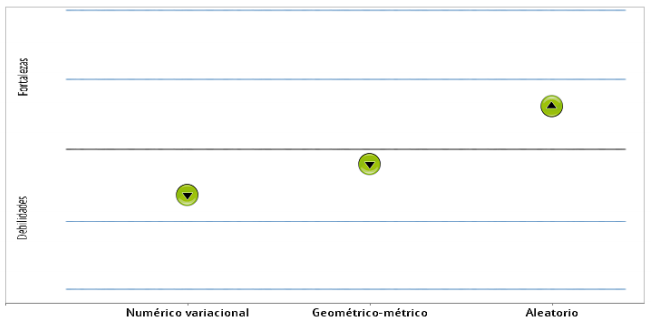 Fortalezas
Debilidades
Numérico variacional
Geométrico-métrico
Aleatorio